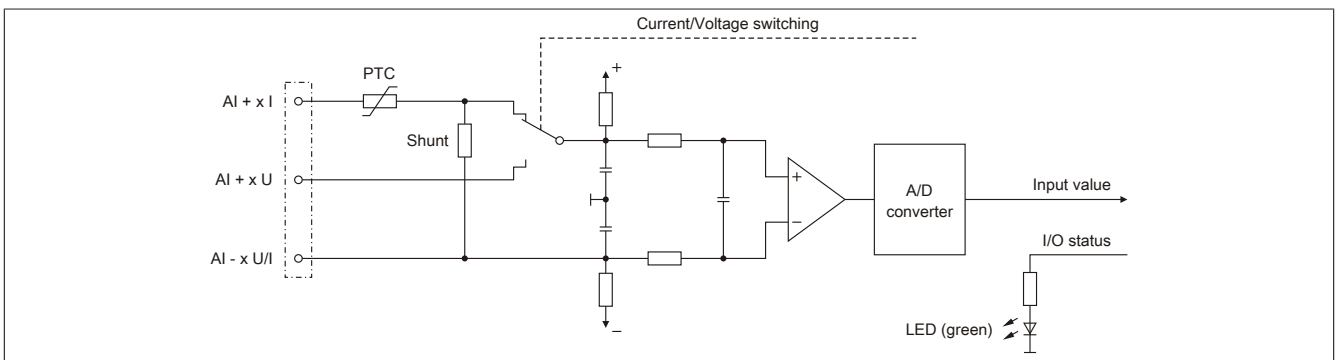 Current/Voltage switching
PTC
+
AI + x I
Shunt
AI + x U
+
A/D
converter
Input value
−
I/O status
AI - x U/I
LED (green)
−